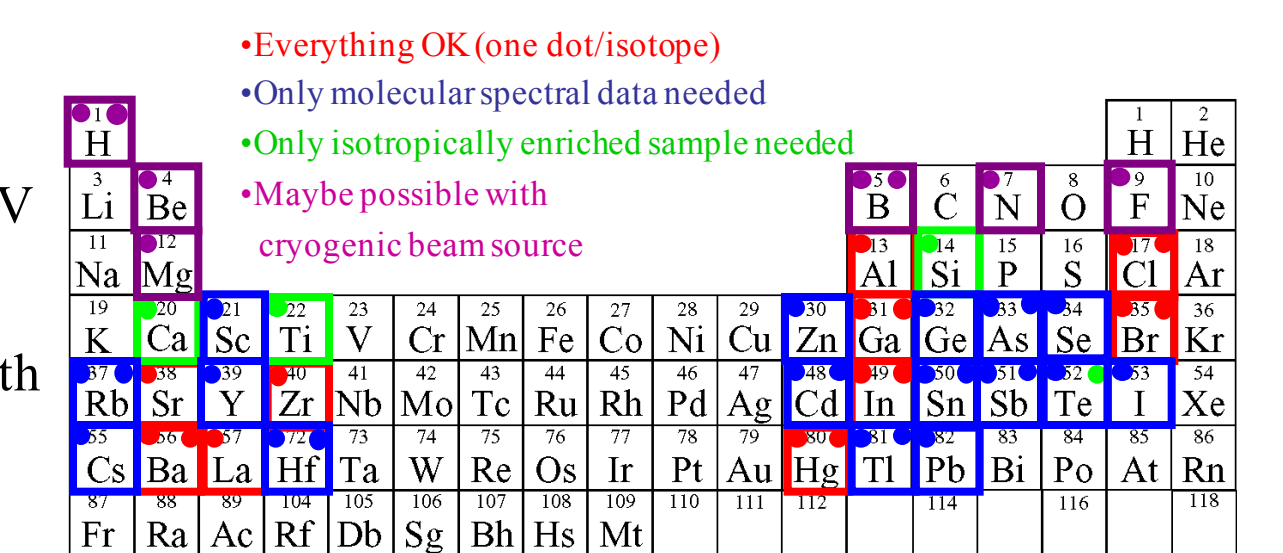 •Everything OK (one dot/isotope)
•Only molecular spectral data needed
•Only isotropically enriched sample needed
•Maybe possible with
cryogenic beam source
V
th
1 1 2
H H He
3 4 5 6 7 8 9 10
Li Be B C N O F Ne
11 12 13 14 15 16 17 18
Na Mg Al Si P S Cl Ar
19 20 21 22 23 24 25 26 27 28 29 30 31 32 33 34 35 36
K Ca Sc Ti V Cr Mn Fe Co Ni Cu Zn Ga Ge As Se Br Kr
37 38 39 40 41 42 43 44 45 46 47 48 49 50 51 52 53 54
Rb Sr Y Zr Nb Mo Tc Ru Rh Pd Ag Cd In Sn Sb Te I Xe
55 56 57 72 73 74 75 76 77 78 79 80 81 82 83 84 85 86
Cs Ba La Hf Ta W Re Os Ir Pt Au Hg Tl Pb Bi Po At Rn
87 88 89 104 105 106 107 108 109 110 111 112 114 116 118
Fr Ra Ac Rf Db Sg Bh Hs Mt